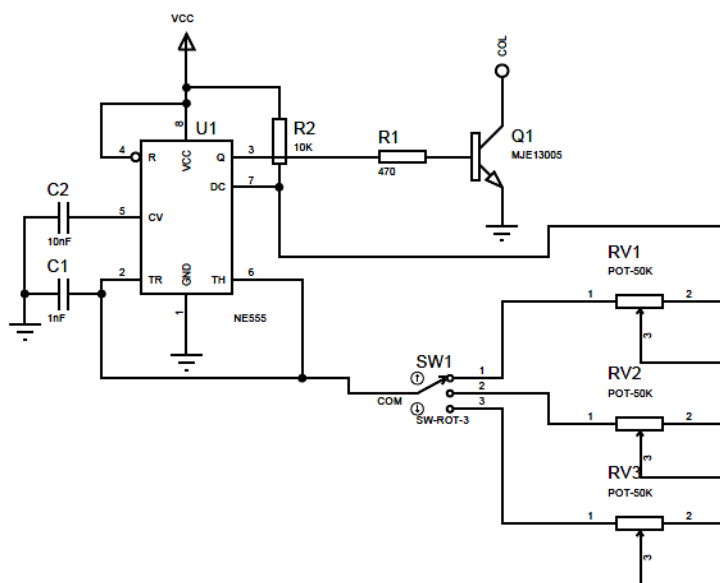 VCC
COL
8
U1
R2
10K
R1
470
Q1
MJE13005
4
R
VCC
Q
3
DC
7
C2
10nF
5
CV
C1
1nF
2
TR
GND
TH
6
1
NE555
RV1
POT-50K
1
2
3
SW1
1
2
3
COM
SW-ROT-3
RV2
POT-50K
1
2
3
RV3
POT-50K
1
2
3